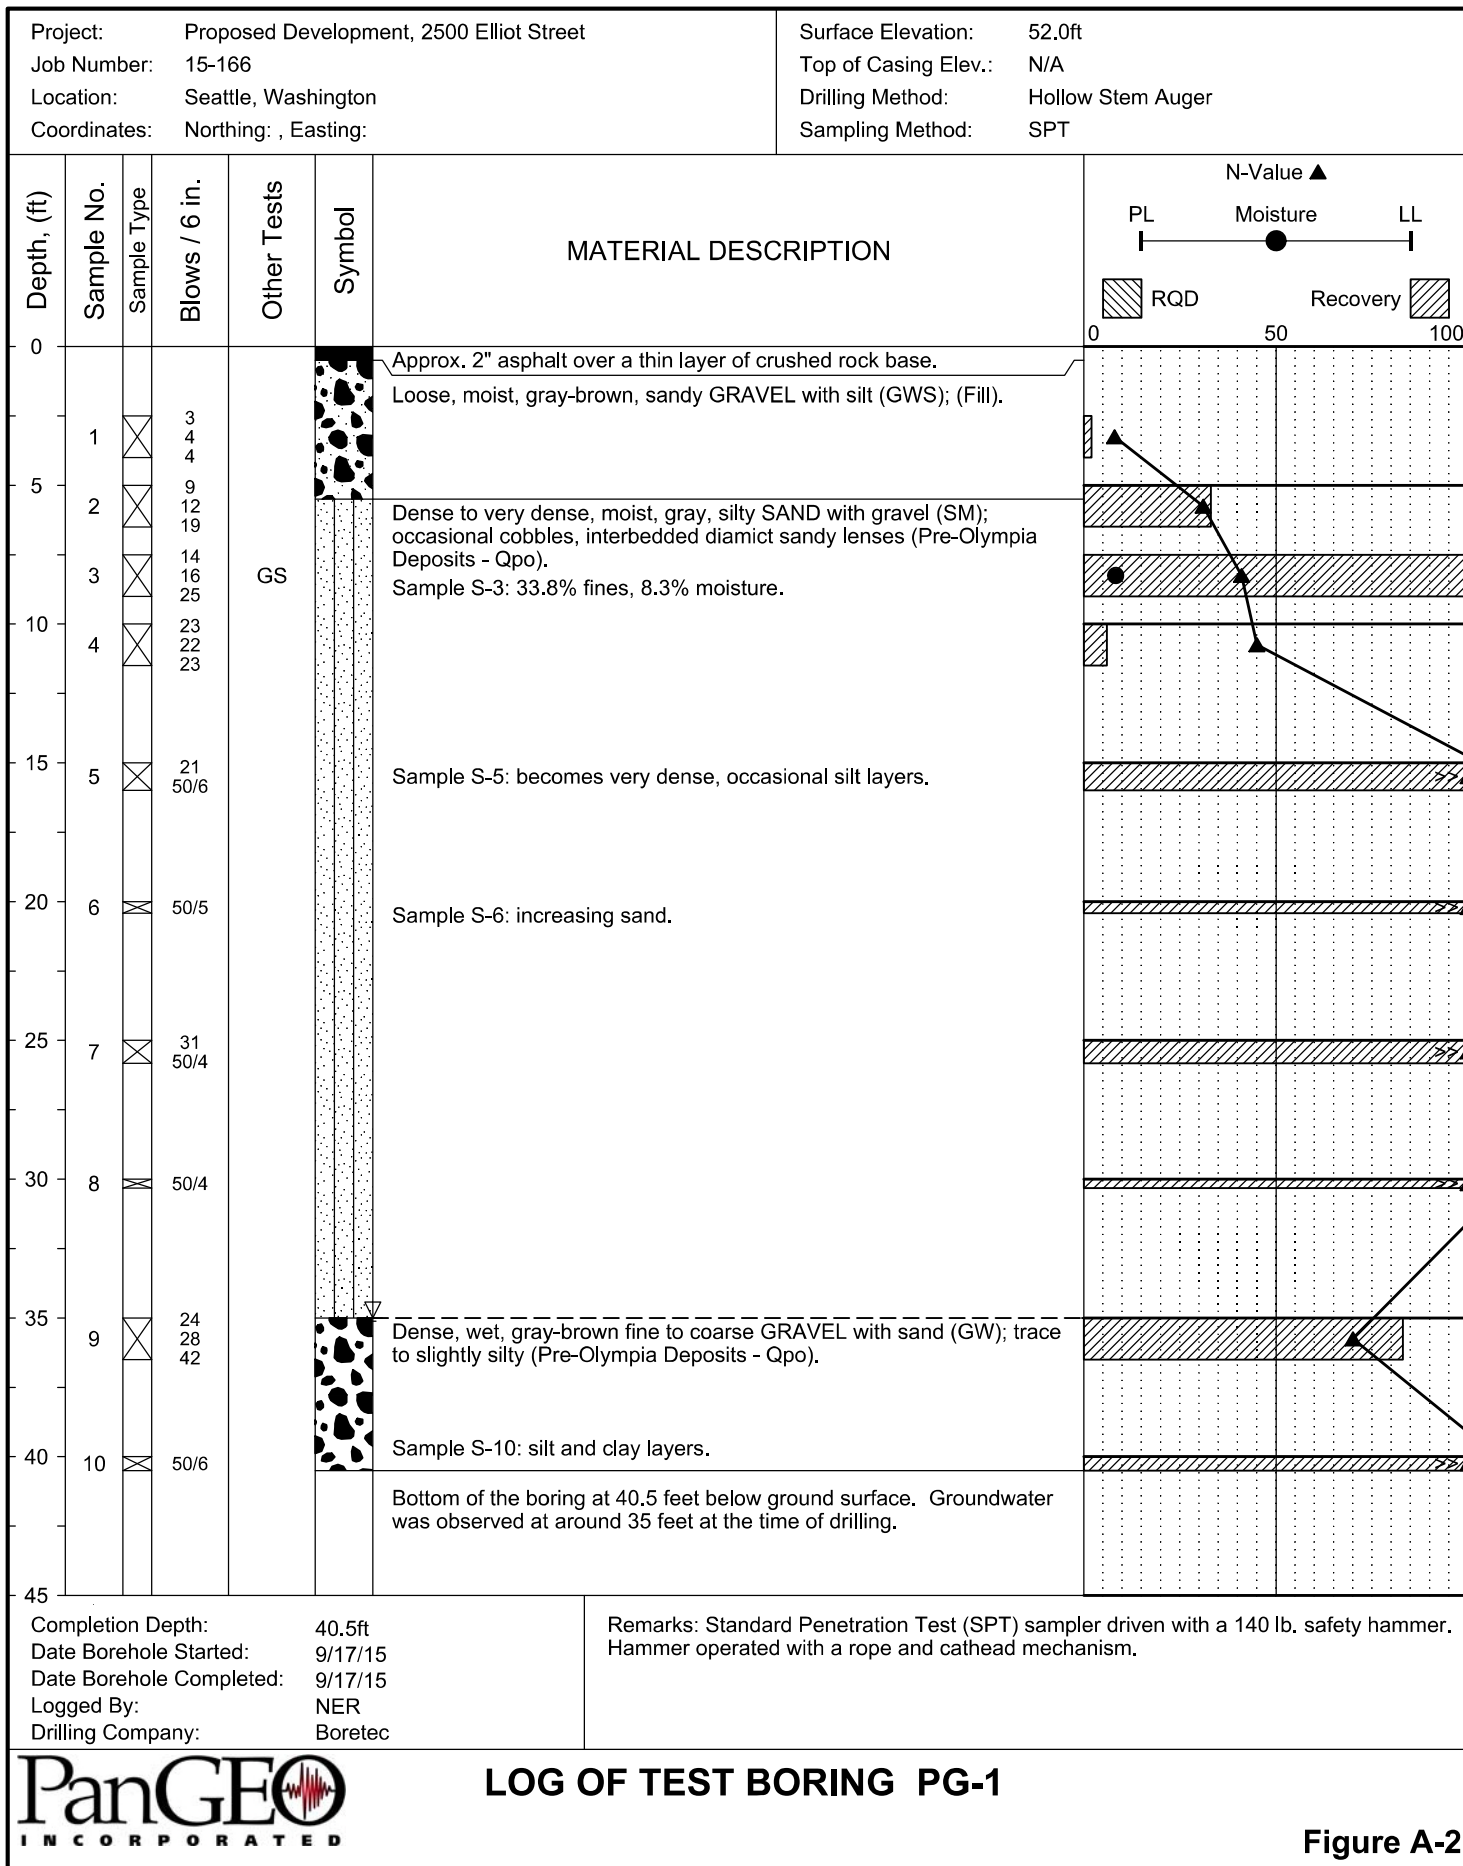 Project: Proposed Development, 2500 Elliot Street
Job Number: 15-166
Location: Seattle, Washington
Coordinates: Northing: , Easting:
Surface Elevation: 52.0ft
Top of Casing Elev.: N/A
Drilling Method: Hollow Stem Auger
Sampling Method: SPT
Depth, (ft)
Sample No.
Sample Type
Blows / 6 in.
Other Tests
Symbol
MATERIAL DESCRIPTION
N-Value ▲
PL Moisture LL
RQD Recovery
0 50 100
0
Approx. 2" asphalt over a thin layer of crushed rock base.
Loose, moist, gray-brown, sandy GRAVEL with silt (GWS); (Fill).
1
3
4
4
5
2
9
12
19
Dense to very dense, moist, gray, silty SAND with gravel (SM);
occasional cobbles, interbedded diamict sandy lenses (Pre-Olympia
Deposits - Qpo).
3
14
16
25
GS
Sample S-3: 33.8% fines, 8.3% moisture.
10
4
23
22
23
15
5
21
50/6
Sample S-5: becomes very dense, occasional silt layers.
>>
20
6
50/5
Sample S-6: increasing sand.
>>
25
7
31
50/4
>>
30
8
50/4
>>
35
9
24
28
42
Dense, wet, gray-brown fine to coarse GRAVEL with sand (GW); trace
to slightly silty (Pre-Olympia Deposits - Qpo).
Sample S-10: silt and clay layers.
40
10
50/6
>>
Bottom of the boring at 40.5 feet below ground surface. Groundwater
was observed at around 35 feet at the time of drilling.
45
Completion Depth: 40.5ft
Date Borehole Started: 9/17/15
Date Borehole Completed: 9/17/15
Logged By: NER
Drilling Company: Boretec
Remarks: Standard Penetration Test (SPT) sampler driven with a 140 lb. safety hammer.
Hammer operated with a rope and cathead mechanism.
PanGEO
INCORPORATED
LOG OF TEST BORING PG-1
Figure A-2